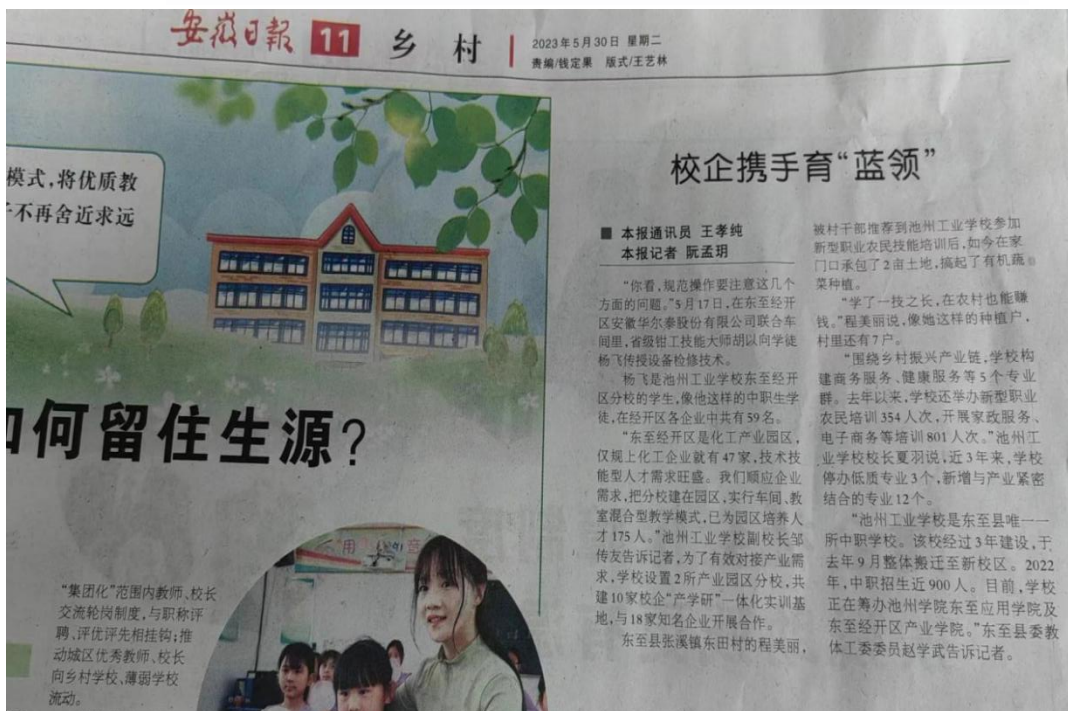 安徽日报 11 乡村 2023年5月30日 星期二
责编/钱定果 版式/王艺林
模式,将优质教
不再舍近求远
何留住生源?
“集团化”范围内教师、校长
交流轮岗制度,与职称评
聘、评优评先相挂钩;推
动城区优秀教师、校长
向乡村学校、薄弱学校
流动。
校企携手育“蓝领”
■ 本报通讯员 王孝纯
本报记者 阮孟玥
“你看,规范操作要注意这几个
方面的问题。”5月17日,在东至经开
区安徽华尔泰股份有限公司联合车
间里,省级钳工技能大师胡以向学徒
杨飞传授设备检修技术。
杨飞是池州工业学校东至经开
区分校的学生,像他这样的中职生学
徒,在经开区各企业中共有59名。
“东至经开区是化工产业园区,
仅规上化工企业就有47家,技术技
能型人才需求旺盛。我们顺应企业
需求,把分校建在园区,实行车间、教
室混合型教学模式,已为园区培养人
才175人。”池州工业学校副校长邹
传友告诉记者,为了有效对接产业需
求,学校设置2所产业园区分校,共
建10家校企“产学研”一体化实训基
地,与18家知名企业开展合作。
东至县张溪镇东田村的程美丽,
被村干部推荐到池州工业学校参加
新型职业农民技能培训后,如今在家
门口承包了2亩土地,搞起了有机蔬
菜种植。
“学了一技之长,在农村也能赚
钱。”程美丽说,像她这样的种植户,
村里还有7户。
“围绕乡村振兴产业链,学校构
建商务服务、健康服务等5个专业
群。去年以来,学校还举办新型职业
农民培训354人次,开展家政服务、
电子商务等培训801人次。”池州工
业学校校长夏羽说,近3年来,学校
停办低质专业3个,新增与产业紧密
结合的专业12个。
“池州工业学校是东至县唯一一
所中职学校。该校经过3年建设,于
去年9月整体搬迁至新校区。2022
年,中职招生近900人。目前,学校
正在筹办池州学院东至应用学院及
东至经开区产业学院。”东至县委教
体工委委员赵学武告诉记者。